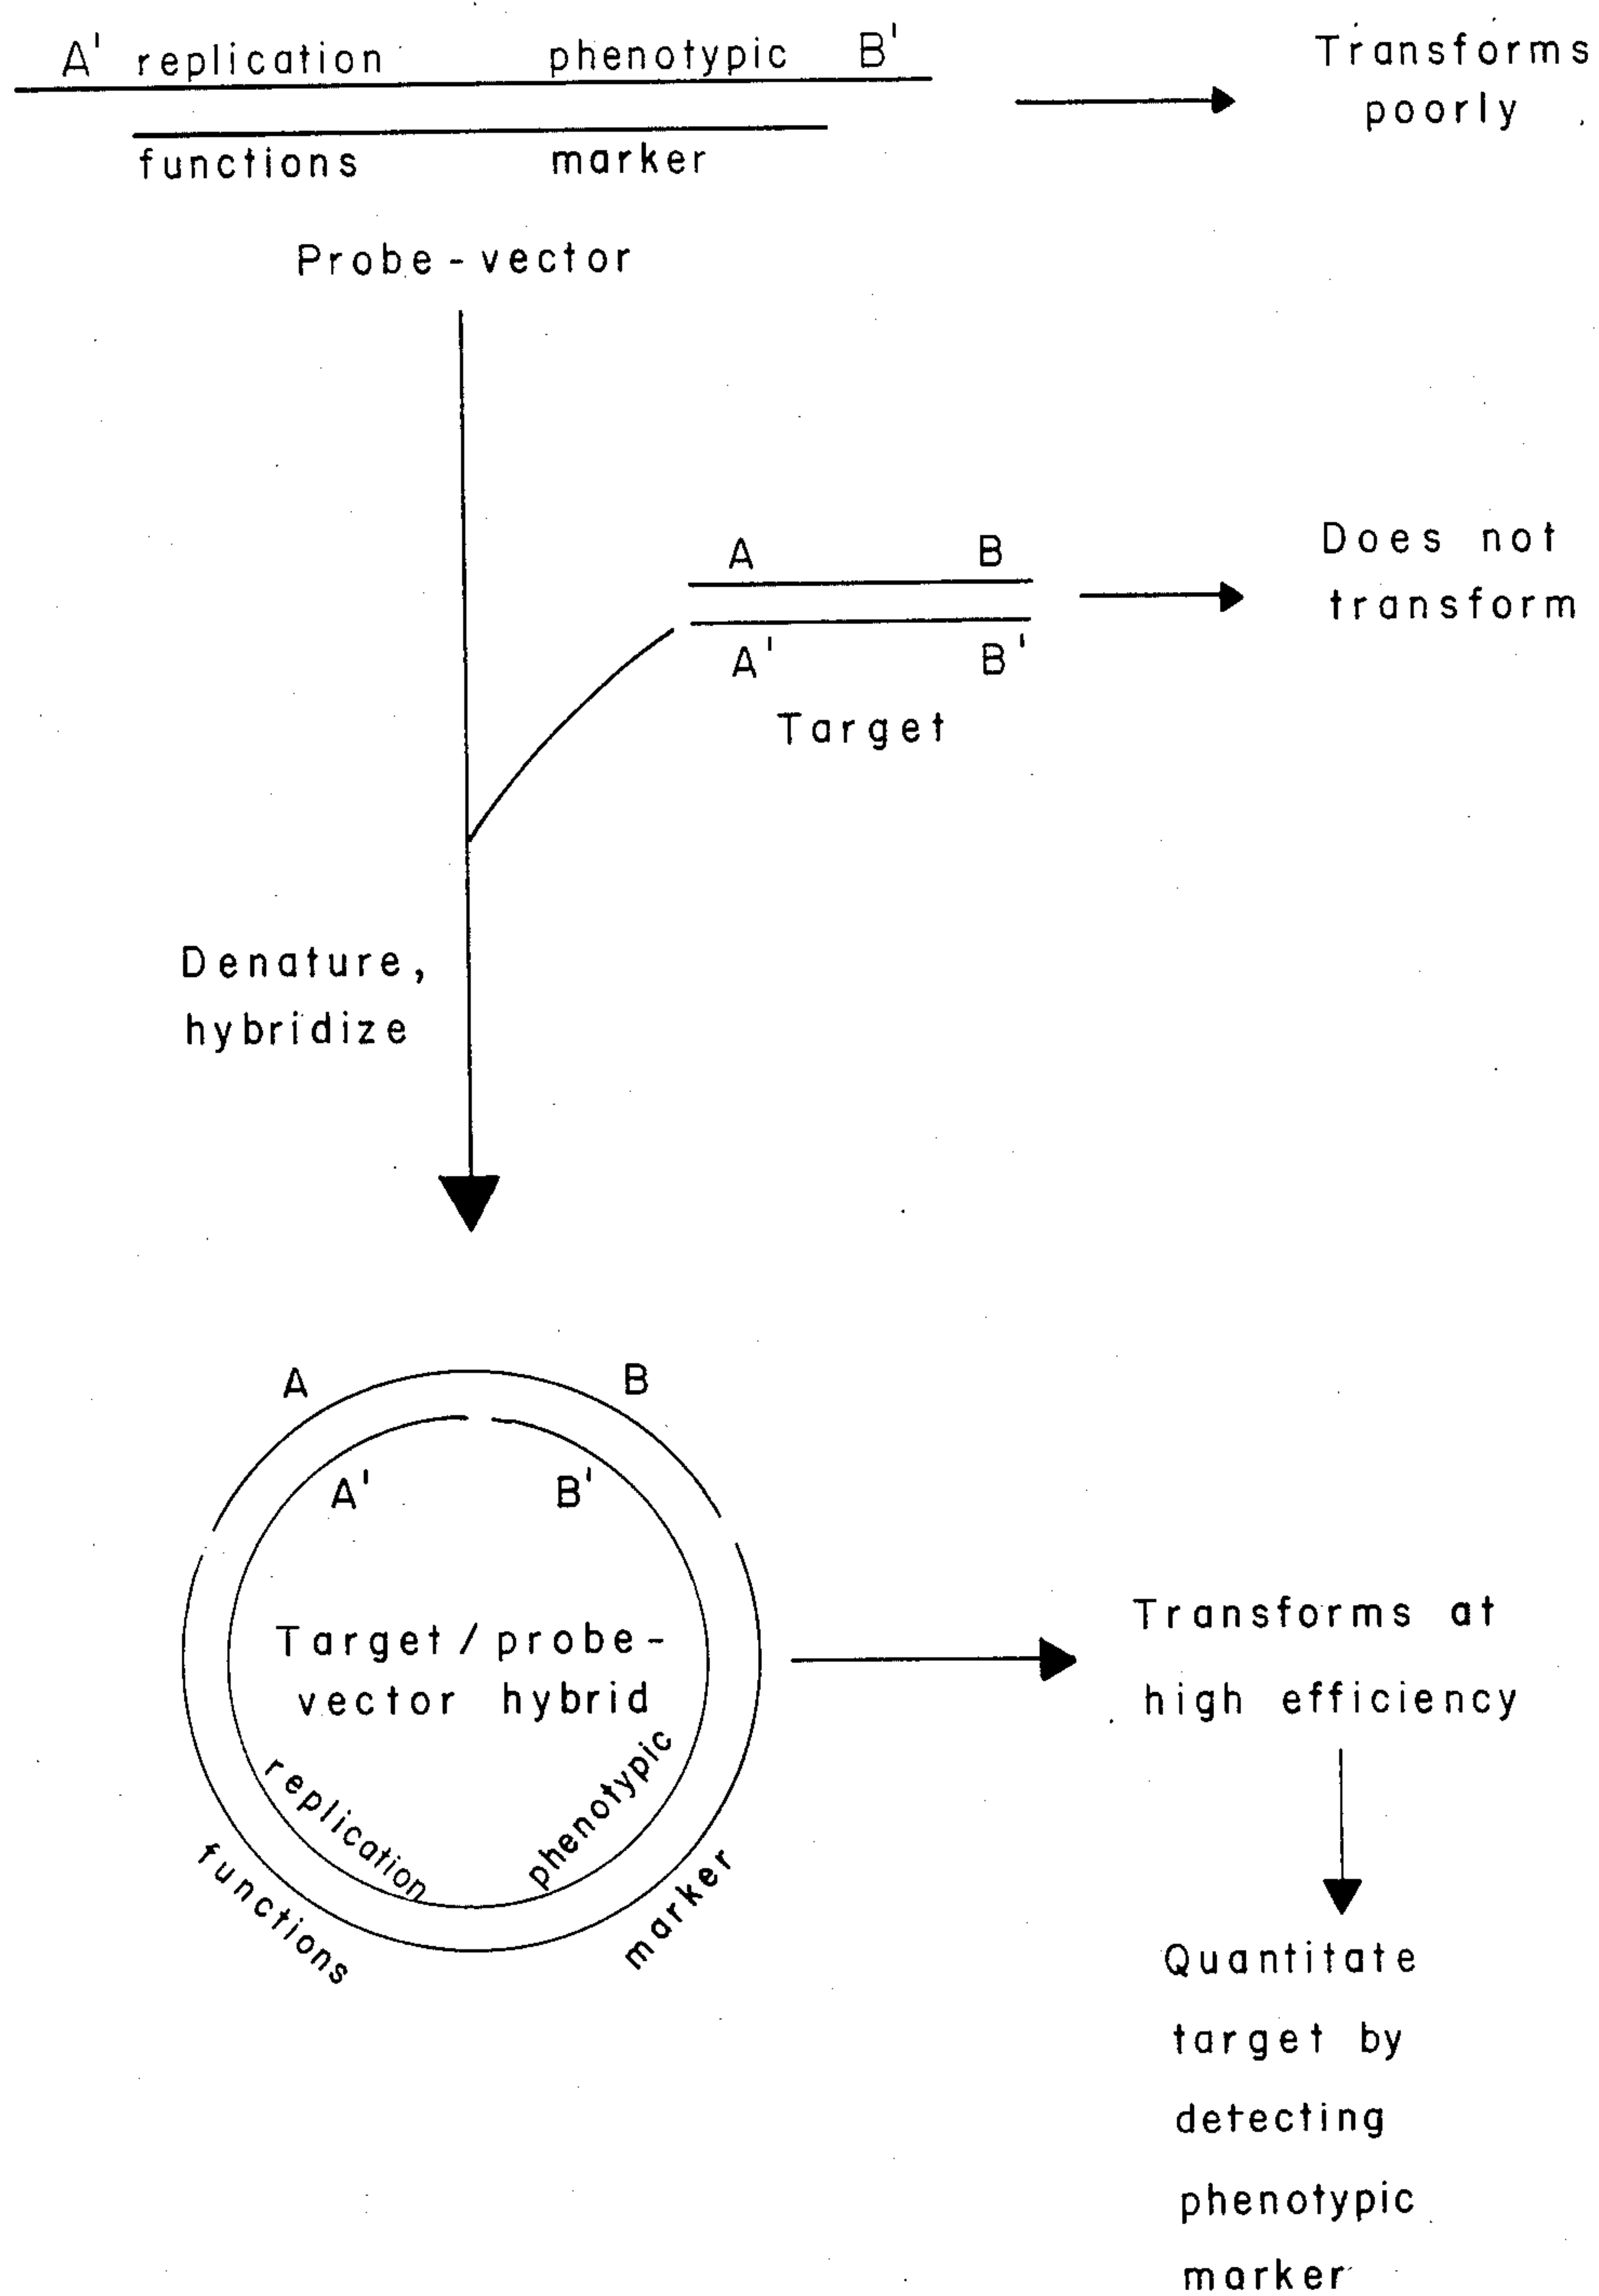 A' replication phenotypic B'
functions marker
Transforms
poorly
Probe-vector
A B
A' B'
Target
Does not
transform
Denature,
hybridize
A B
A' B'
Target/probe-
vector hybrid
replication phenotypic
functions marker
Transforms at
high efficiency
Quantitate
target by
detecting
phenotypic
marker